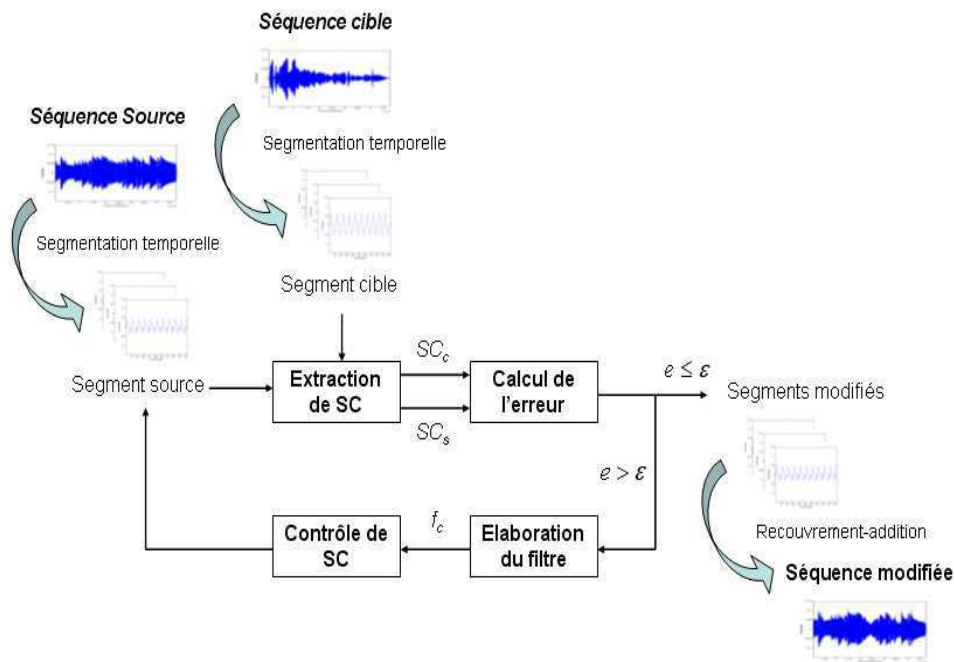 Séquence cible
Séquence Source
Segmentation temporelle
Segmentation temporelle
Segment cible
Segment source
Extraction
de SC
SC_c
SC_s
Calcul de
l'erreur
e ≤ ε
Segments modifiés
e > ε
Contrôle de
SC
f_c
Elaboration
du filtre
Recouvrement-addition
Séquence modifiée